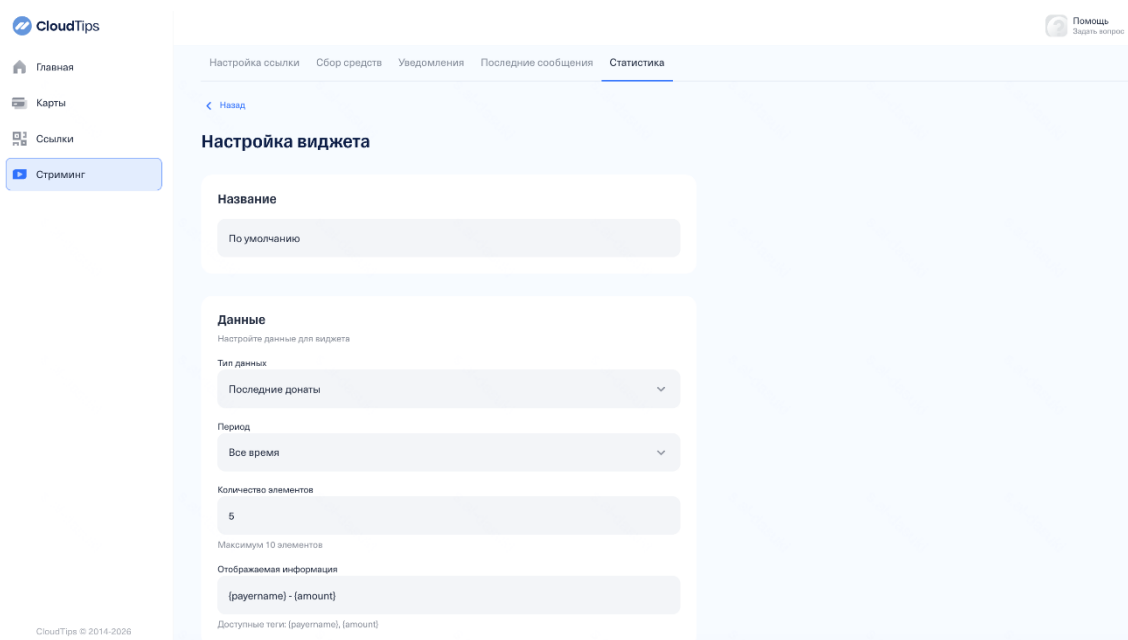 CloudTips
Помощь
Задать вопрос
Главная
Карты
Ссылки
Стриминг
Настройка ссылки Сбор средств Уведомления Последние сообщения Статистика
Назад
Настройка виджета
Название
По умолчанию
Данные
Настройте данные для виджета
Тип данных
Последние донаты
Период
Все время
Количество элементов
5
Максимум 10 элементов
Отображаемая информация
{payername} - {amount}
Доступные теги: {payername}, {amount}
CloudTips © 2014-2026